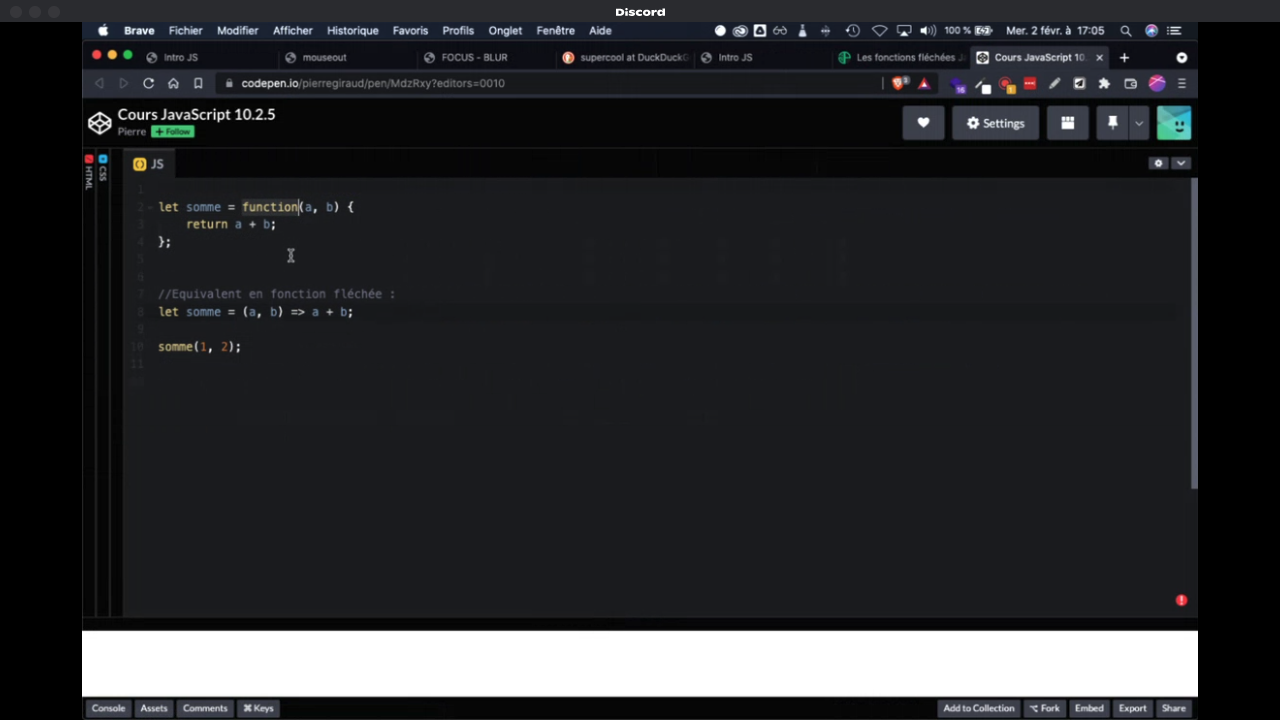 Discord
Brave Fichier Modifier Afficher Historique Favoris Profils Onglet Fenêtre Aide 100 % Mer. 2 févr. à 17:05
Intro JS mouseout FOCUS - BLUR supercool at DuckDuckG Intro JS Les fonctions fléchées J Cours JavaScript 10.
codepen.io/pierregiraud/pen/MdzRxy?editors=0010
Cours JavaScript 10.2.5
Pierre + Follow
Settings
HTML
CSS
JS
1
2 let somme = function(a, b) {
3 return a + b;
4 };
5
6
7 //Equivalent en fonction fléchée :
8 let somme = (a, b) => a + b;
9
10 somme(1, 2);
11
Console Assets Comments ⌘ Keys Add to Collection Fork Embed Export Share